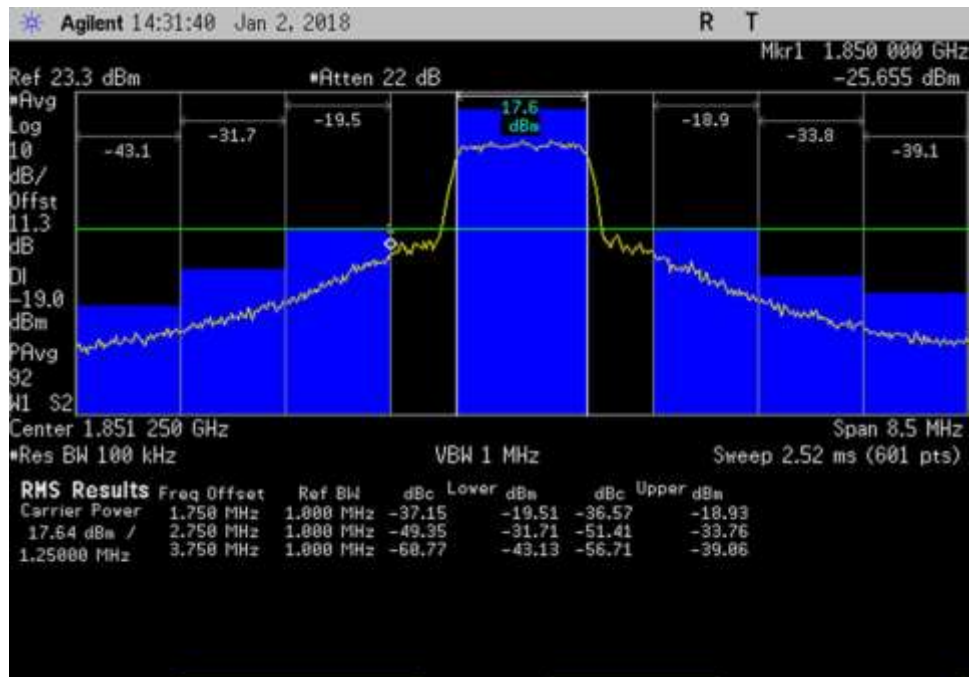 Agilent 14:31:40 Jan 2, 2018 R T
Mkr1 1.850 000 GHz
Ref 23.3 dBm *Atten 22 dB -25.655 dBm
*Avg
Log
10
dB/
Offst
11.3
dB
DI
-19.0
dBm
PAvg
92
W1 S2
-43.1 -31.7 -19.5 17.6 dBm -18.9 -33.8 -39.1
Center 1.851 250 GHz Span 8.5 MHz
*Res BW 100 kHz VBW 1 MHz Sweep 2.52 ms (601 pts)
RMS Results Freq Offset Ref BW dBc Lower dBm dBc Upper dBm
Carrier Power 1.750 MHz 1.000 MHz -37.15 -19.51 -36.57 -18.93
17.64 dBm / 2.750 MHz 1.000 MHz -49.35 -31.71 -51.41 -33.76
1.25000 MHz 3.750 MHz 1.000 MHz -60.77 -43.13 -56.71 -39.06